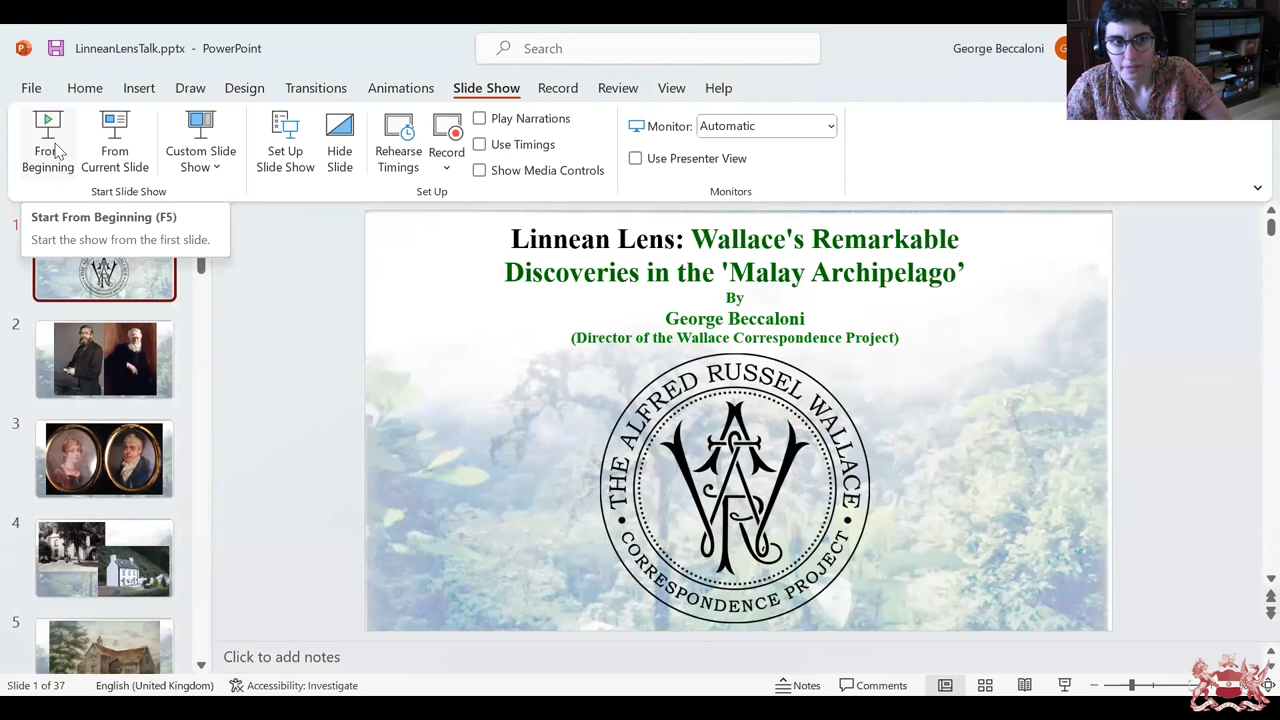 LinneanLensTalk.pptx - PowerPoint
Search
George Beccaloni
File Home Insert Draw Design Transitions Animations Slide Show Record Review View Help
From Beginning
From Current Slide
Custom Slide Show
Set Up Slide Show
Hide Slide
Rehearse Timings
Record
Play Narrations
Use Timings
Show Media Controls
Monitor: Automatic
Use Presenter View
Start Slide Show
Set Up
Monitors
Start From Beginning (F5)
Start the show from the first slide.
1
2
3
4
5
Linnean Lens: Wallace's Remarkable
Discoveries in the 'Malay Archipelago’
By
George Beccaloni
(Director of the Wallace Correspondence Project)
THE ALFRED RUSSEL WALLACE
• CORRESPONDENCE PROJECT •
Click to add notes
Slide 1 of 37 English (United Kingdom) Accessibility: Investigate Notes Comments